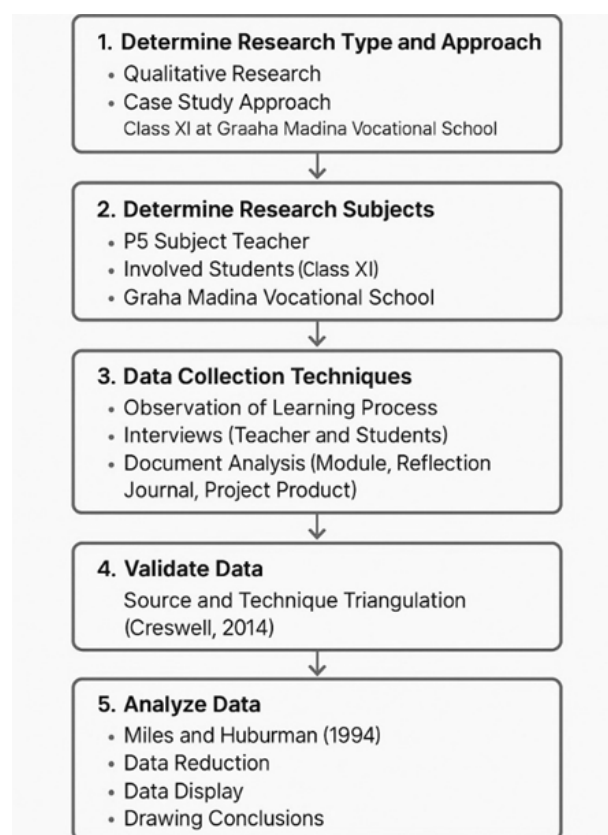 1. Determine Research Type and Approach
• Qualitative Research
• Case Study Approach
Class XI at Graaha Madina Vocational School
2. Determine Research Subjects
• P5 Subject Teacher
• Involved Students (Class XI)
• Graha Madina Vocational School
3. Data Collection Techniques
• Observation of Learning Process
• Interviews (Teacher and Students)
• Document Analysis (Module, Reflection
Journal, Project Product)
4. Validate Data
Source and Technique Triangulation
(Creswell, 2014)
5. Analyze Data
• Miles and Huburman (1994)
• Data Reduction
• Data Display
• Drawing Conclusions